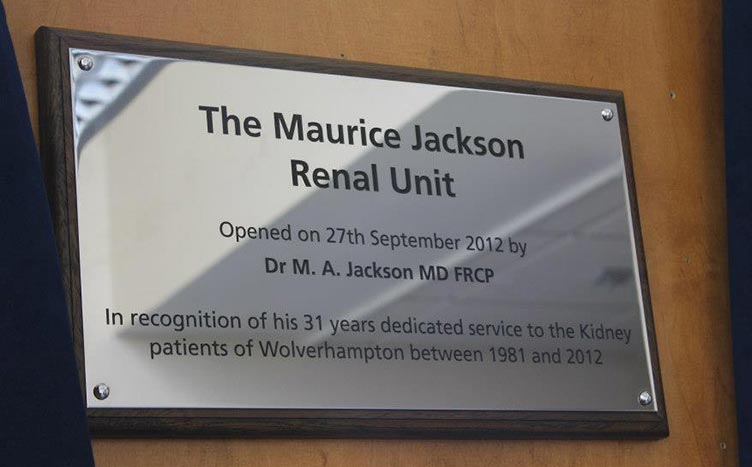 The Maurice Jackson
Renal Unit
Opened on 27th September 2012 by
Dr M. A. Jackson MD FRCP
In recognition of his 31 years dedicated service to the Kidney
patients of Wolverhampton between 1981 and 2012